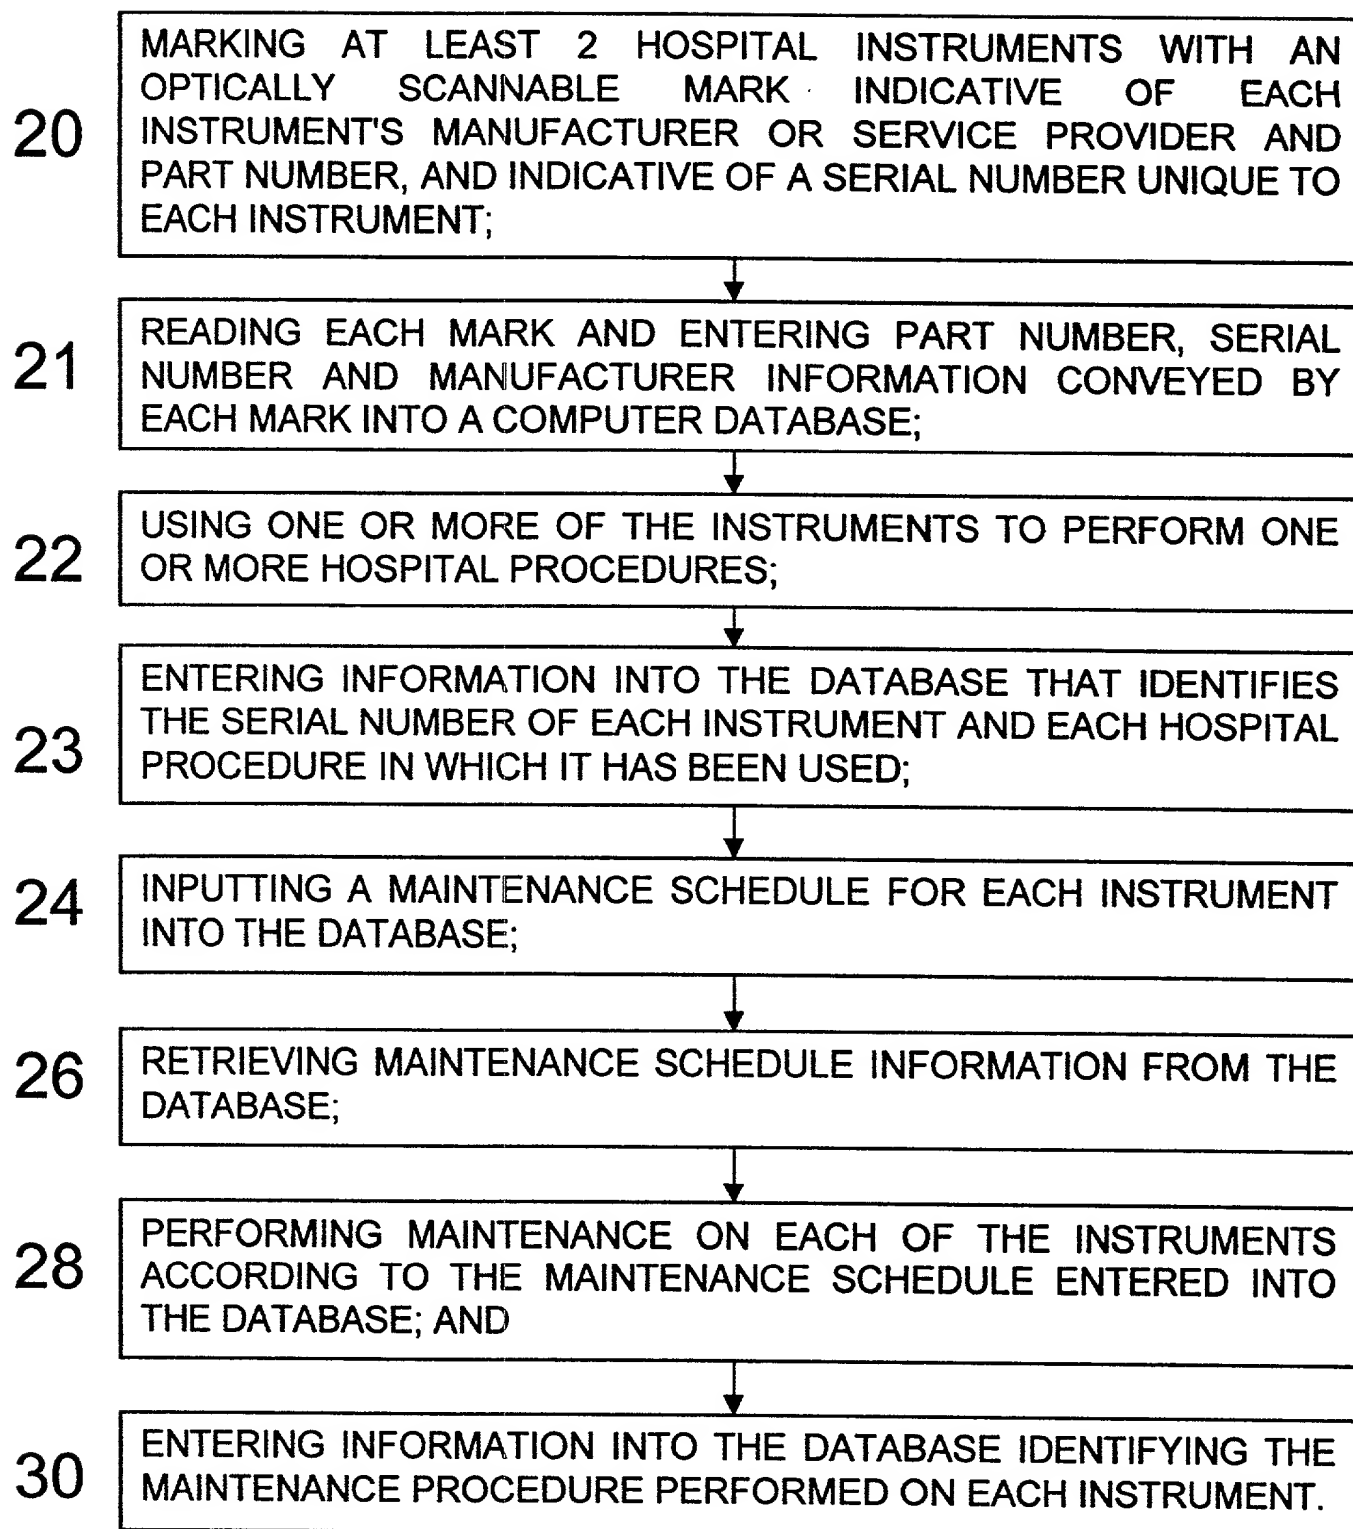 20
MARKING AT LEAST 2 HOSPITAL INSTRUMENTS WITH AN
OPTICALLY SCANNABLE MARK INDICATIVE OF EACH
INSTRUMENT'S MANUFACTURER OR SERVICE PROVIDER AND
PART NUMBER, AND INDICATIVE OF A SERIAL NUMBER UNIQUE TO
EACH INSTRUMENT;
21
READING EACH MARK AND ENTERING PART NUMBER, SERIAL
NUMBER AND MANUFACTURER INFORMATION CONVEYED BY
EACH MARK INTO A COMPUTER DATABASE;
22
USING ONE OR MORE OF THE INSTRUMENTS TO PERFORM ONE
OR MORE HOSPITAL PROCEDURES;
23
ENTERING INFORMATION INTO THE DATABASE THAT IDENTIFIES
THE SERIAL NUMBER OF EACH INSTRUMENT AND EACH HOSPITAL
PROCEDURE IN WHICH IT HAS BEEN USED;
24
INPUTTING A MAINTENANCE SCHEDULE FOR EACH INSTRUMENT
INTO THE DATABASE;
26
RETRIEVING MAINTENANCE SCHEDULE INFORMATION FROM THE
DATABASE;
28
PERFORMING MAINTENANCE ON EACH OF THE INSTRUMENTS
ACCORDING TO THE MAINTENANCE SCHEDULE ENTERED INTO
THE DATABASE; AND
30
ENTERING INFORMATION INTO THE DATABASE IDENTIFYING THE
MAINTENANCE PROCEDURE PERFORMED ON EACH INSTRUMENT.